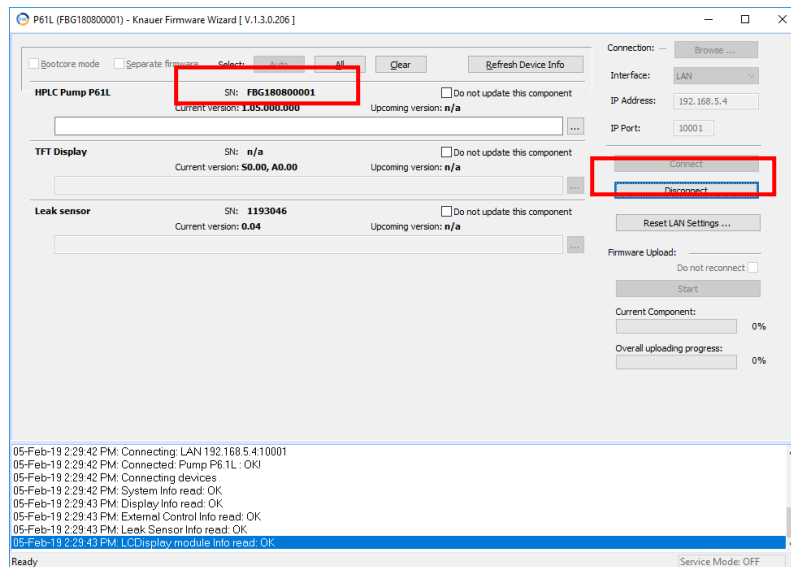 P61L (FBG180800001) - Knauer Firmware Wizard [ V.1.3.0.206 ]
Bootcore mode Separate firmware Select: Auto All Clear Refresh Device Info
HPLC Pump P61L SN: FBG180800001 Do not update this component
Current version: 1.05.000.000 Upcoming version: n/a
...
TFT Display SN: n/a Do not update this component
Current version: S0.00, A0.00 Upcoming version: n/a
...
Leak sensor SN: 1193046 Do not update this component
Current version: 0.04 Upcoming version: n/a
...
Connection: Browse ...
Interface: LAN
IP Address: 192.168.5.4
IP Port: 10001
Connect
Disconnect
Reset LAN Settings ...
Firmware Upload:
Do not reconnect
Start
Current Component:
0%
Overall uploading progress:
0%
05-Feb-19 2:29:42 PM: Connecting: LAN 192.168.5.4:10001
05-Feb-19 2:29:42 PM: Connected: Pump P6.1L : OK!
05-Feb-19 2:29:42 PM: Connecting devices
05-Feb-19 2:29:42 PM: System Info read: OK
05-Feb-19 2:29:43 PM: Display Info read: OK
05-Feb-19 2:29:43 PM: External Control Info read: OK
05-Feb-19 2:29:43 PM: Leak Sensor Info read: OK
05-Feb-19 2:29:43 PM: LCDisplay module Info read: OK
Ready Service Mode: OFF